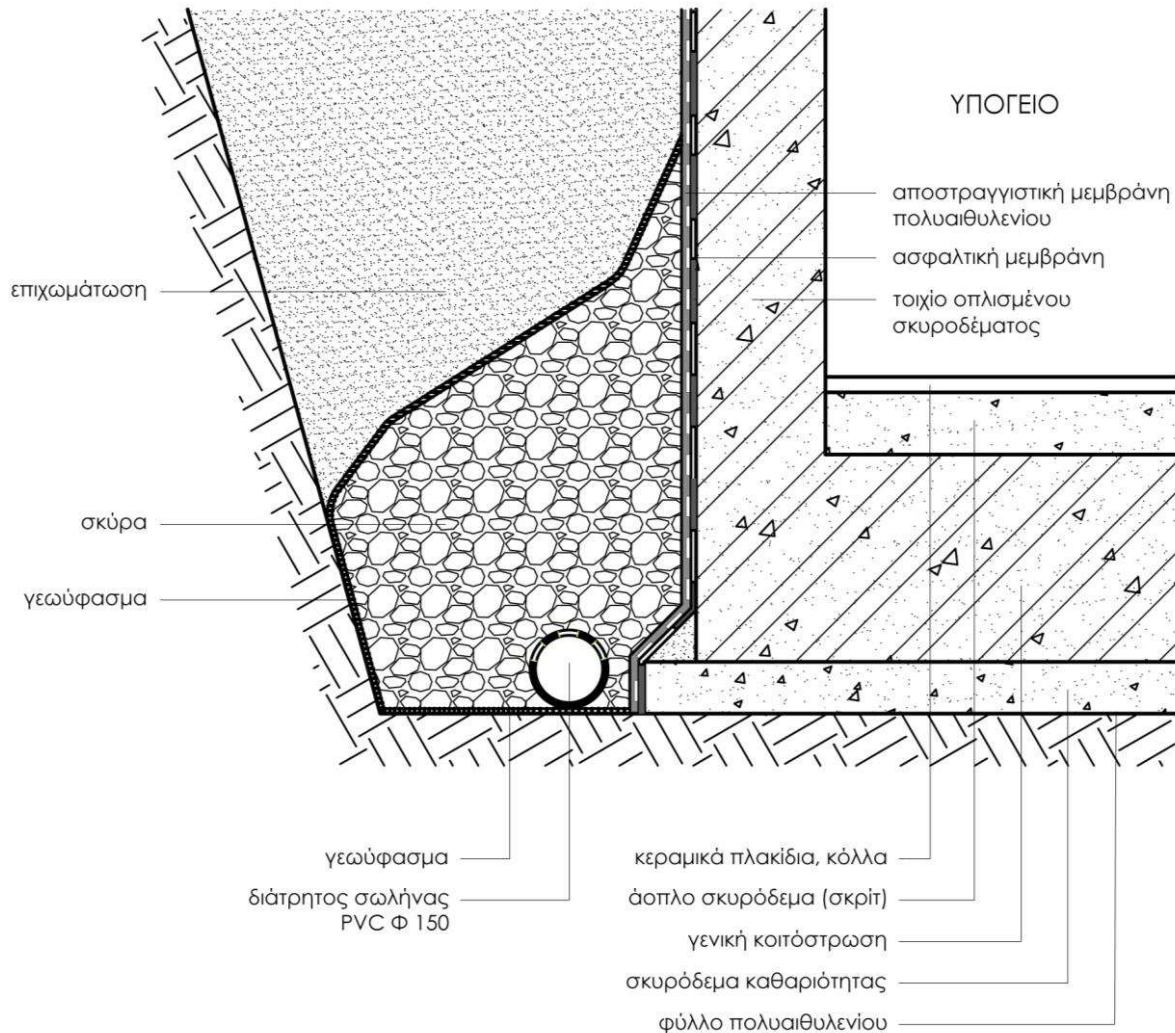 ΥΠΟΓΕΙΟ
αποστραγγιστική μεμβράνη
πολυαιθυλενίου
ασφαλτική μεμβράνη
τοιχίο οπλισμένου
σκυροδέματος
επιχωμάτωση
σκύρα
γεωύφασμα
γεωύφασμα
διάτρητος σωλήνας
PVC Φ 150
κεραμικά πλακίδια, κόλλα
άοπλο σκυρόδεμα (σκρίτ)
γενική κοιτόστρωση
σκυρόδεμα καθαριότητας
φύλλο πολυαιθυλενίου